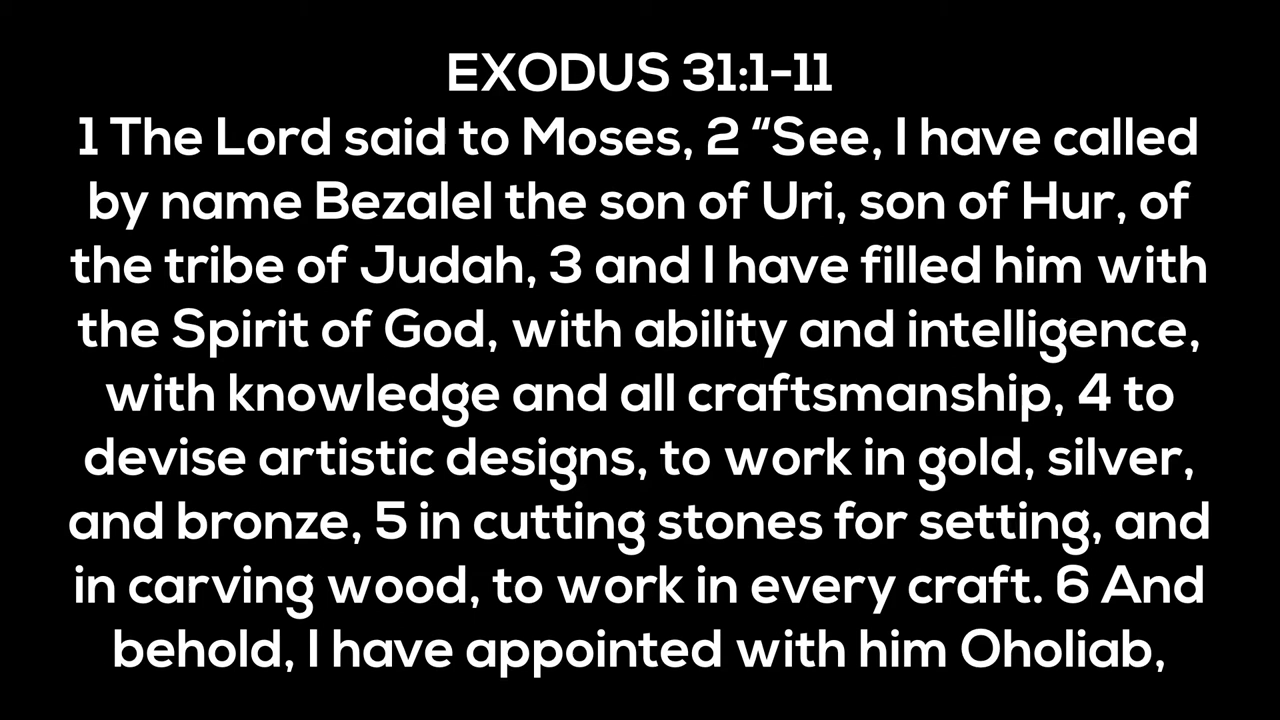 EXODUS 31:1-11
1 The Lord said to Moses, 2 “See, I have called
by name Bezalel the son of Uri, son of Hur, of
the tribe of Judah, 3 and I have filled him with
the Spirit of God, with ability and intelligence,
with knowledge and all craftsmanship, 4 to
devise artistic designs, to work in gold, silver,
and bronze, 5 in cutting stones for setting, and
in carving wood, to work in every craft. 6 And
behold, I have appointed with him Oholiab,